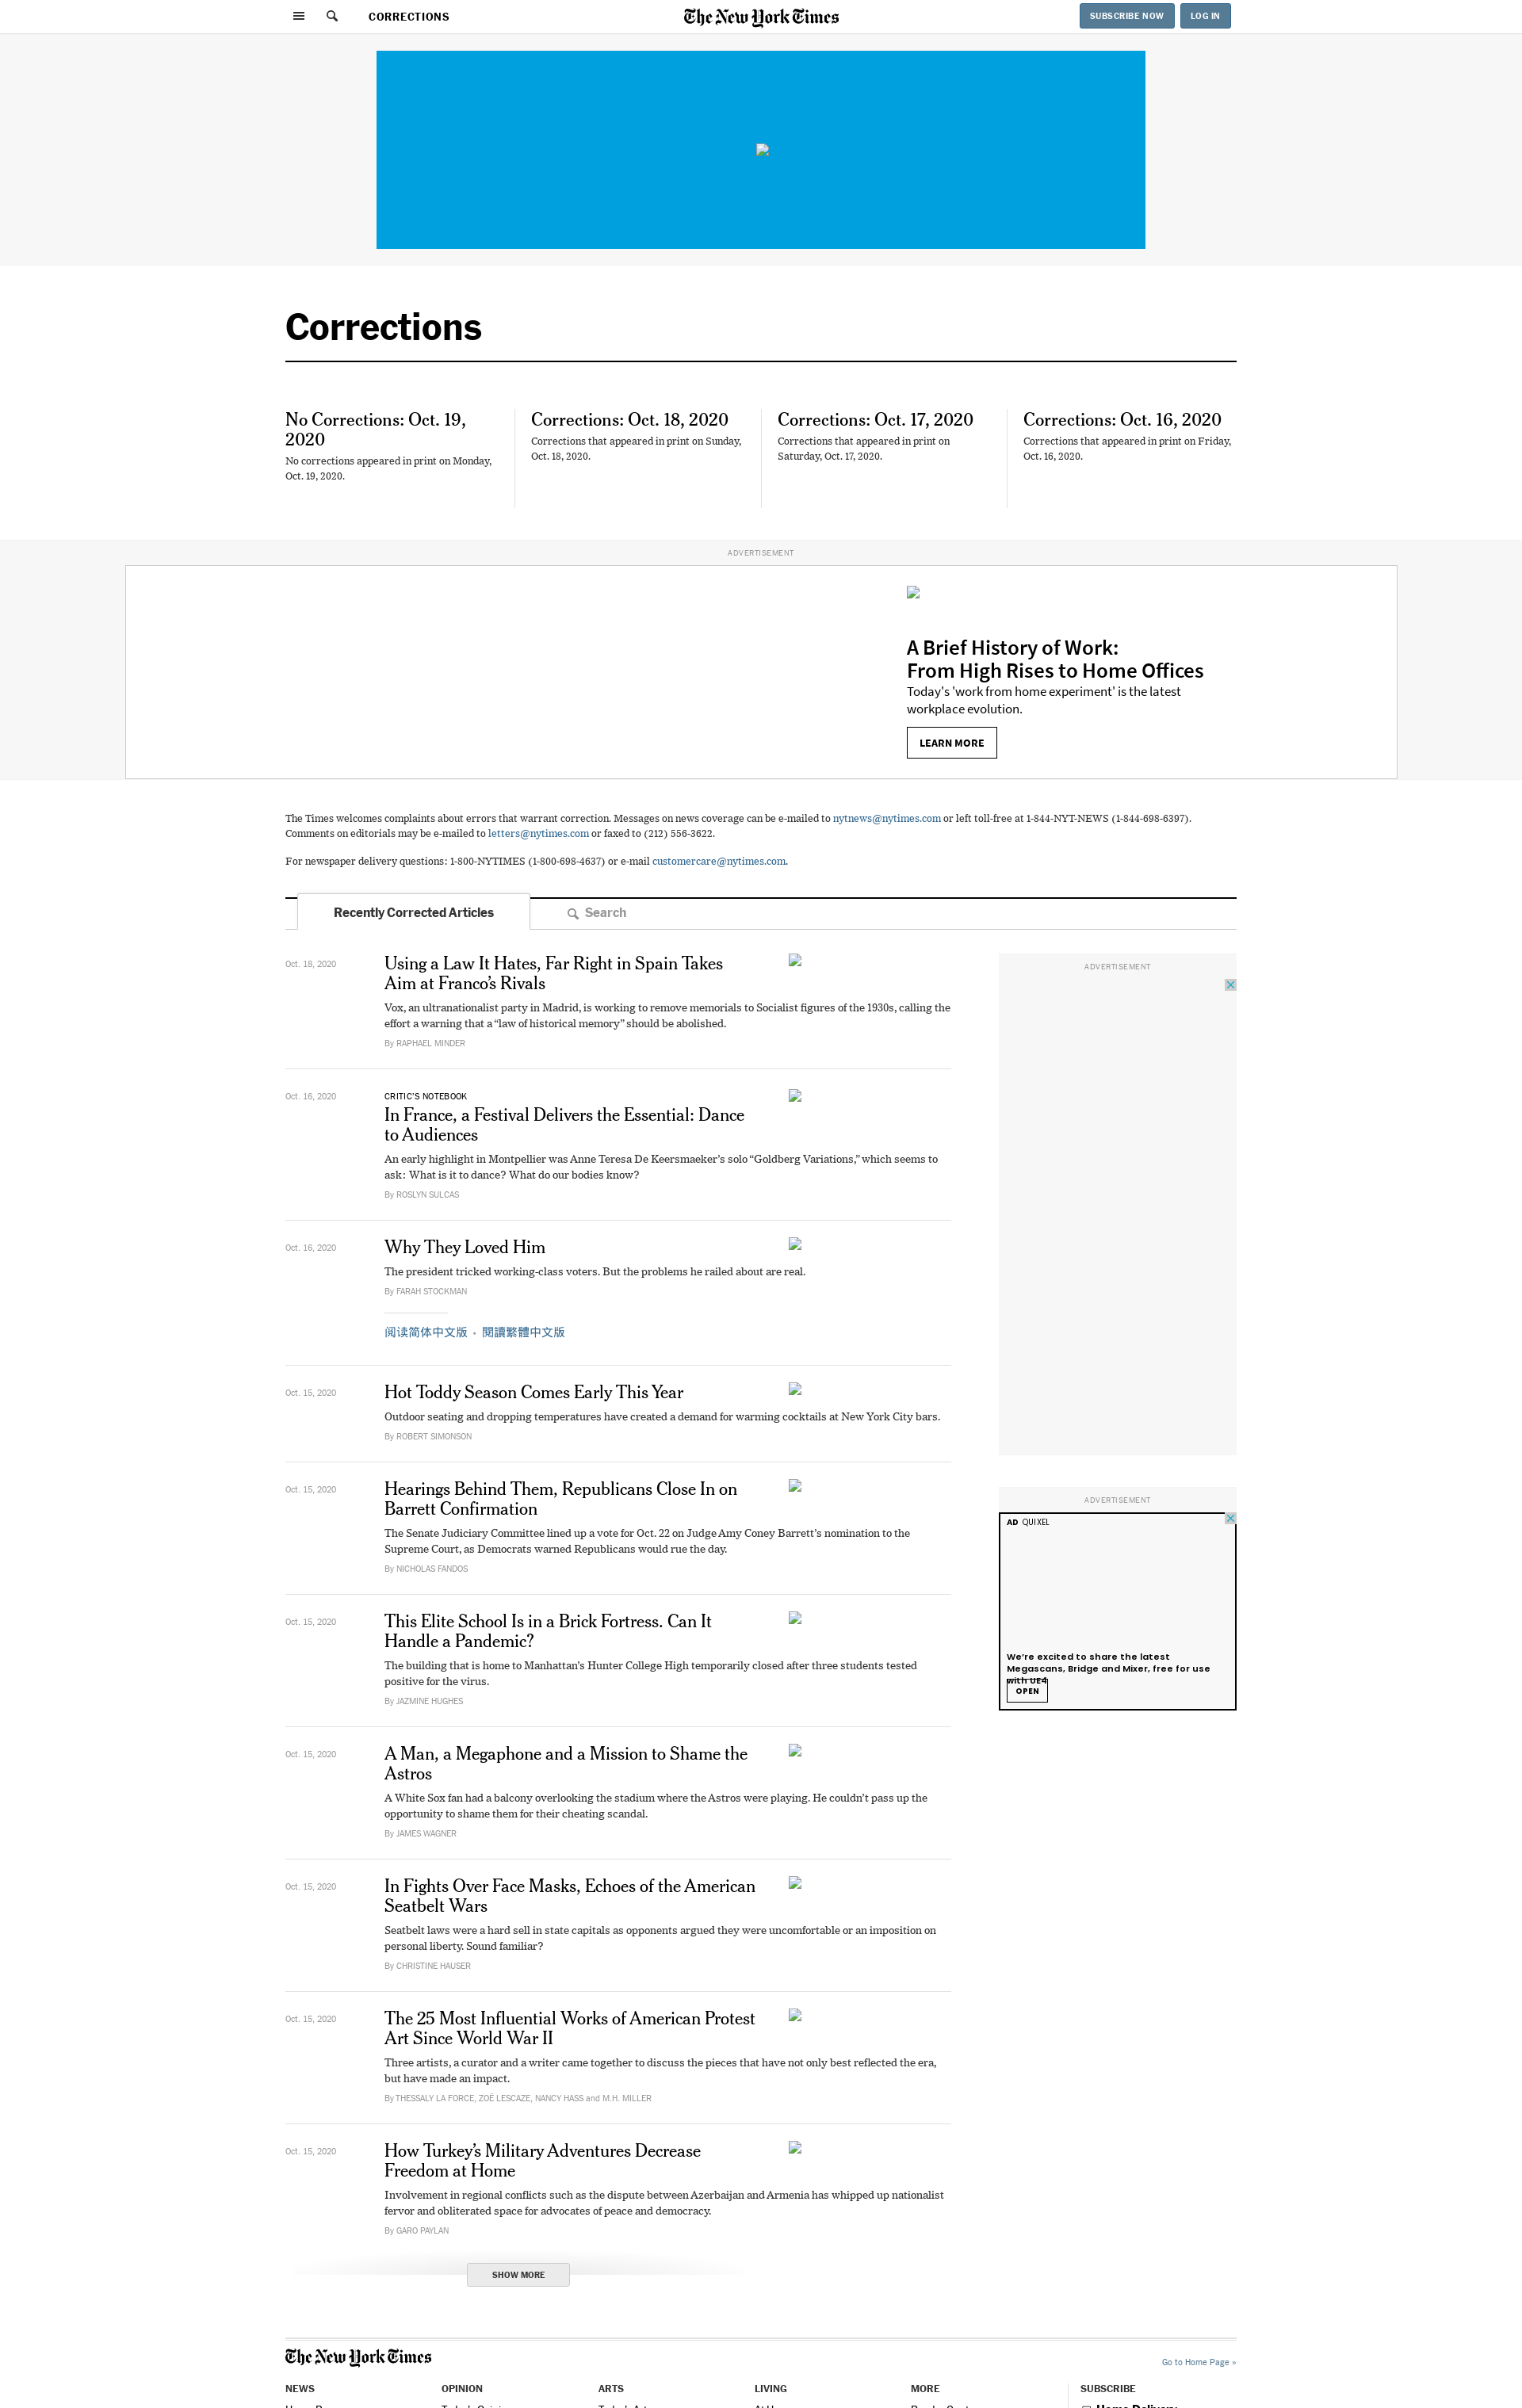 CORRECTIONS
The New York Times
SUBSCRIBE NOW
LOG IN
Corrections
No Corrections: Oct. 19,
2020
No corrections appeared in print on Monday,
Oct. 19, 2020.
Corrections: Oct. 18, 2020
Corrections that appeared in print on Sunday,
Oct. 18, 2020.
Corrections: Oct. 17, 2020
Corrections that appeared in print on
Saturday, Oct. 17, 2020.
Corrections: Oct. 16, 2020
Corrections that appeared in print on Friday,
Oct. 16, 2020.
ADVERTISEMENT
A Brief History of Work:
From High Rises to Home Offices
Today's 'work from home experiment' is the latest
workplace evolution.
LEARN MORE
The Times welcomes complaints about errors that warrant correction. Messages on news coverage can be e-mailed to nytnews@nytimes.com or left toll-free at 1-844-NYT-NEWS (1-844-698-6397).
Comments on editorials may be e-mailed to letters@nytimes.com or faxed to (212) 556-3622.
For newspaper delivery questions: 1-800-NYTIMES (1-800-698-4637) or e-mail customercare@nytimes.com.
Recently Corrected Articles
Search
Oct. 18, 2020
Using a Law It Hates, Far Right in Spain Takes
Aim at Franco’s Rivals
Vox, an ultranationalist party in Madrid, is working to remove memorials to Socialist figures of the 1930s, calling the
effort a warning that a “law of historical memory” should be abolished.
By RAPHAEL MINDER
Oct. 16, 2020
CRITIC’S NOTEBOOK
In France, a Festival Delivers the Essential: Dance
to Audiences
An early highlight in Montpellier was Anne Teresa De Keersmaeker’s solo “Goldberg Variations,” which seems to
ask: What is it to dance? What do our bodies know?
By ROSLYN SULCAS
Oct. 16, 2020
Why They Loved Him
The president tricked working-class voters. But the problems he railed about are real.
By FARAH STOCKMAN
阅读简体中文版 • 閱讀繁體中文版
Oct. 15, 2020
Hot Toddy Season Comes Early This Year
Outdoor seating and dropping temperatures have created a demand for warming cocktails at New York City bars.
By ROBERT SIMONSON
Oct. 15, 2020
Hearings Behind Them, Republicans Close In on
Barrett Confirmation
The Senate Judiciary Committee lined up a vote for Oct. 22 on Judge Amy Coney Barrett’s nomination to the
Supreme Court, as Democrats warned Republicans would rue the day.
By NICHOLAS FANDOS
Oct. 15, 2020
This Elite School Is in a Brick Fortress. Can It
Handle a Pandemic?
The building that is home to Manhattan’s Hunter College High temporarily closed after three students tested
positive for the virus.
By JAZMINE HUGHES
Oct. 15, 2020
A Man, a Megaphone and a Mission to Shame the
Astros
A White Sox fan had a balcony overlooking the stadium where the Astros were playing. He couldn’t pass up the
opportunity to shame them for their cheating scandal.
By JAMES WAGNER
Oct. 15, 2020
In Fights Over Face Masks, Echoes of the American
Seatbelt Wars
Seatbelt laws were a hard sell in state capitals as opponents argued they were uncomfortable or an imposition on
personal liberty. Sound familiar?
By CHRISTINE HAUSER
Oct. 15, 2020
The 25 Most Influential Works of American Protest
Art Since World War II
Three artists, a curator and a writer came together to discuss the pieces that have not only best reflected the era,
but have made an impact.
By THESSALY LA FORCE, ZOË LESCAZE, NANCY HASS and M.H. MILLER
Oct. 15, 2020
How Turkey’s Military Adventures Decrease
Freedom at Home
Involvement in regional conflicts such as the dispute between Azerbaijan and Armenia has whipped up nationalist
fervor and obliterated space for advocates of peace and democracy.
By GARO PAYLAN
SHOW MORE
ADVERTISEMENT
ADVERTISEMENT
AD QUIXEL
We’re excited to share the latest
Megascans, Bridge and Mixer, free for use
with UE4
OPEN
The New York Times
Go to Home Page »
NEWS
OPINION
ARTS
LIVING
MORE
SUBSCRIBE